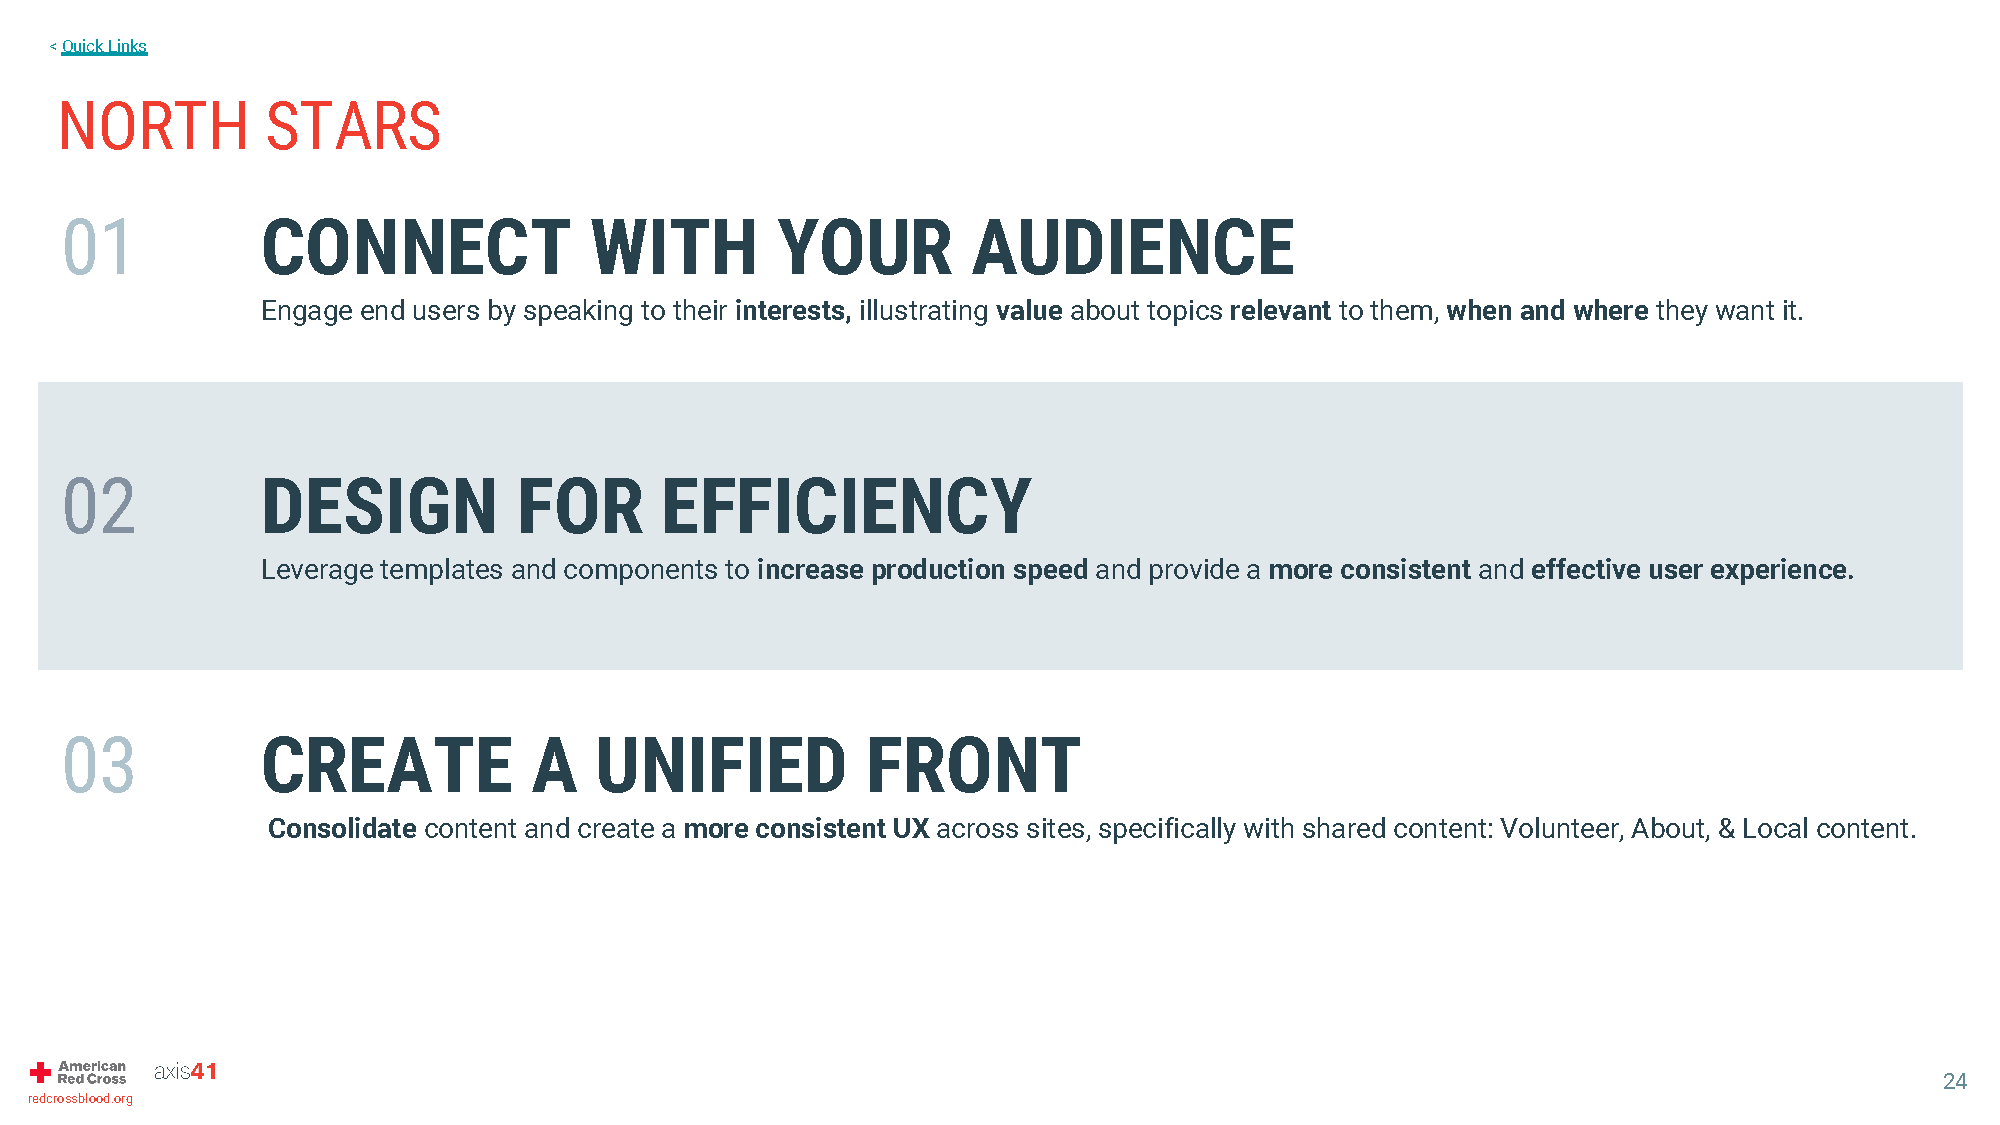 < Quick Links
NORTH STARS
01
CONNECT WITH YOUR AUDIENCE
Engage end users by speaking to their interests, illustrating value about topics relevant to them, when and where they want it.
02
DESIGN FOR EFFICIENCY
Leverage templates and components to increase production speed and provide a more consistent and effective user experience.
03
CREATE A UNIFIED FRONT
Consolidate content and create a more consistent UX across sites, specifically with shared content: Volunteer, About, & Local content.
American
Red Cross
axis41
redcrossblood.org
24